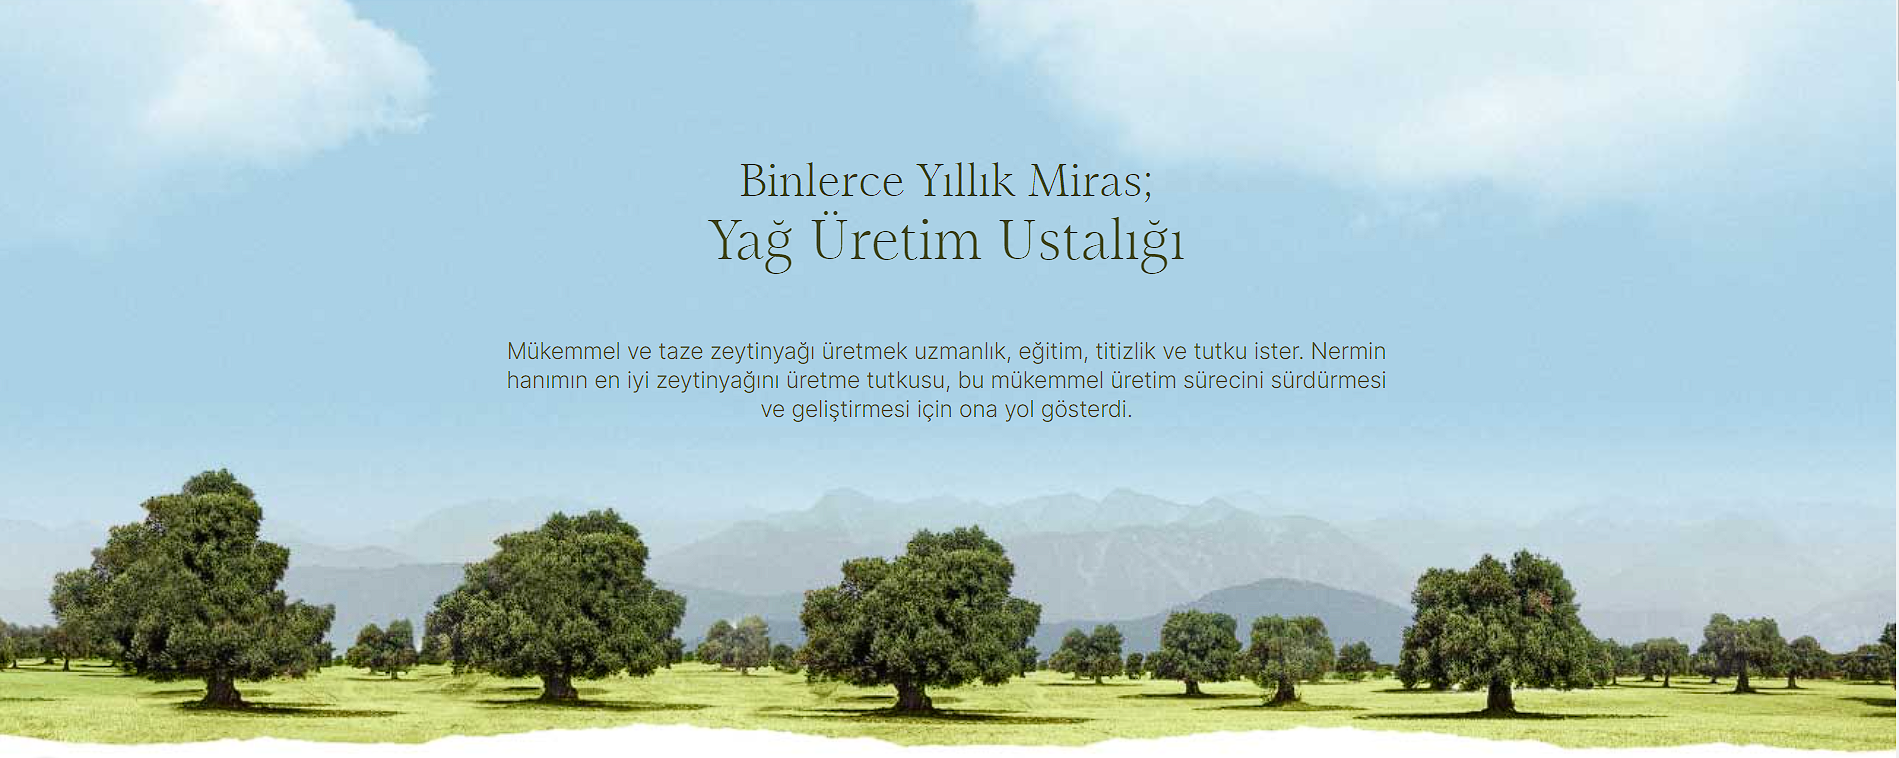 Binlerce Yıllık Miras;
Yağ Üretim Ustalığı
Mükemmel ve taze zeytinyağı üretmek uzmanlık, eğitim, titizlik ve tutku ister. Nermin
hanımın en iyi zeytinyağını üretme tutkusu, bu mükemmel üretim sürecini sürdürmesi
ve geliştirmesi için ona yol gösterdi.